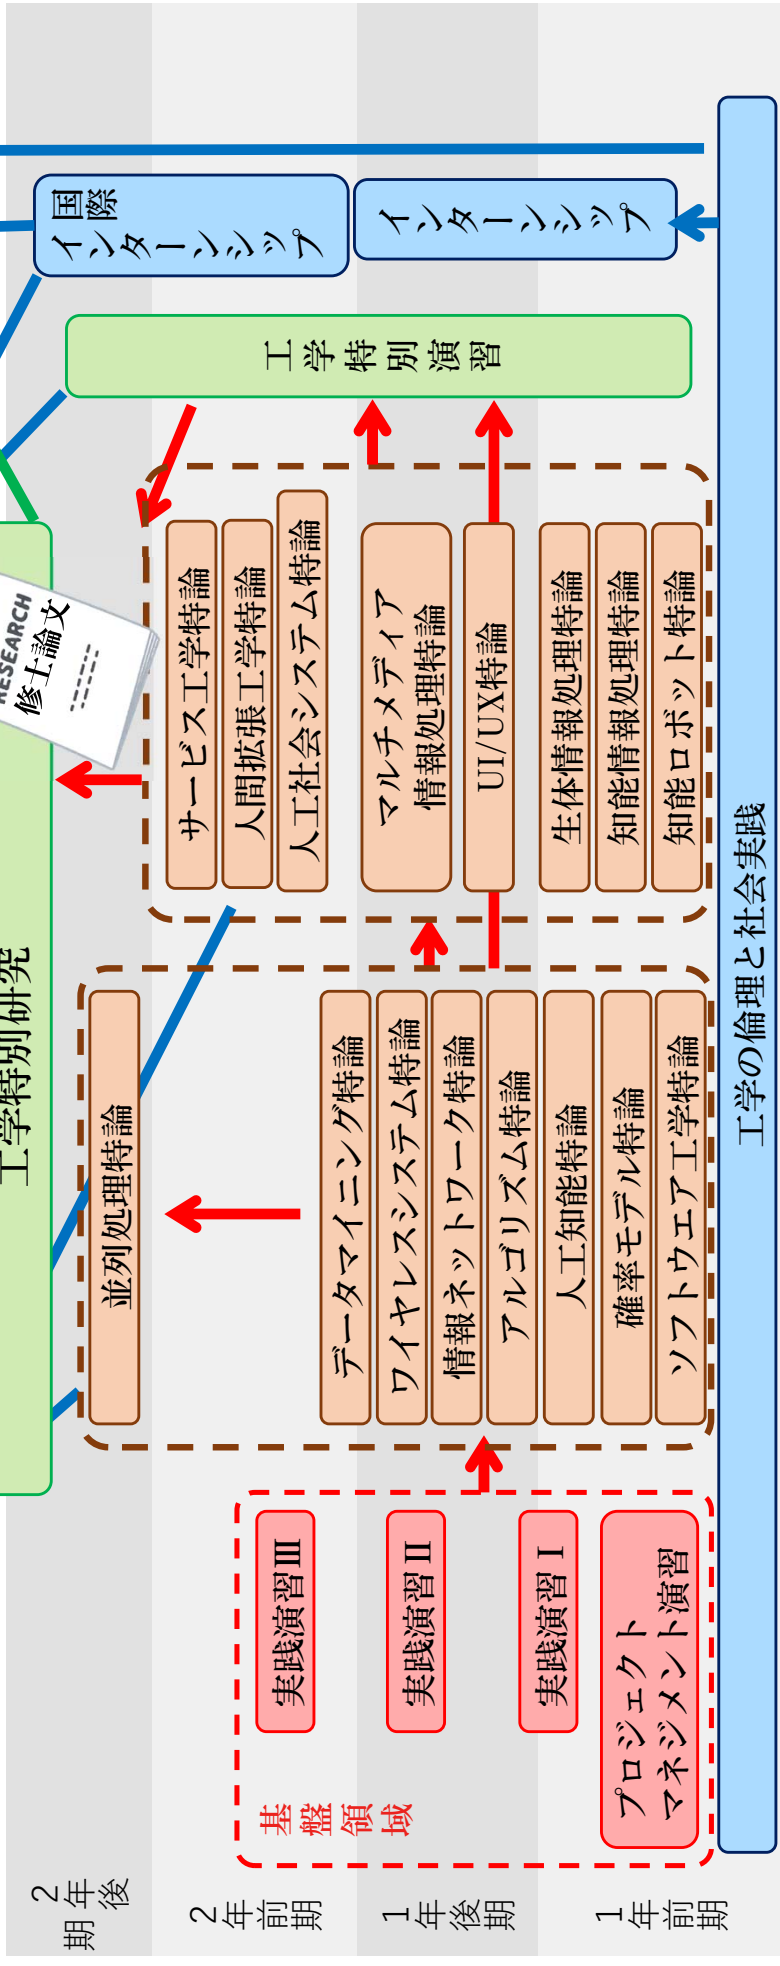 2年後
期
2年前
期
1年後
期
1年前
期
基盤領域
実践演習Ⅲ
実践演習Ⅱ
実践演習Ⅰ
プロジェクト
マネジメント演習
並列処理特論
データマイニング特論
ワイヤレスシステム特論
情報ネットワーク特論
アルゴリズム特論
人工知能特論
確率モデル特論
ソフトウエア工学特論
工学特別研究
RESEARCH
修士論文
サービス工学特論
人間拡張工学特論
人工社会システム特論
マルチメディア
情報処理特論
UI/UX特論
生体情報処理特論
知能情報処理特論
知能ロボット特論
工学特別演習
国際
インターンシップ
インターンシップ
工学の倫理と社会実践